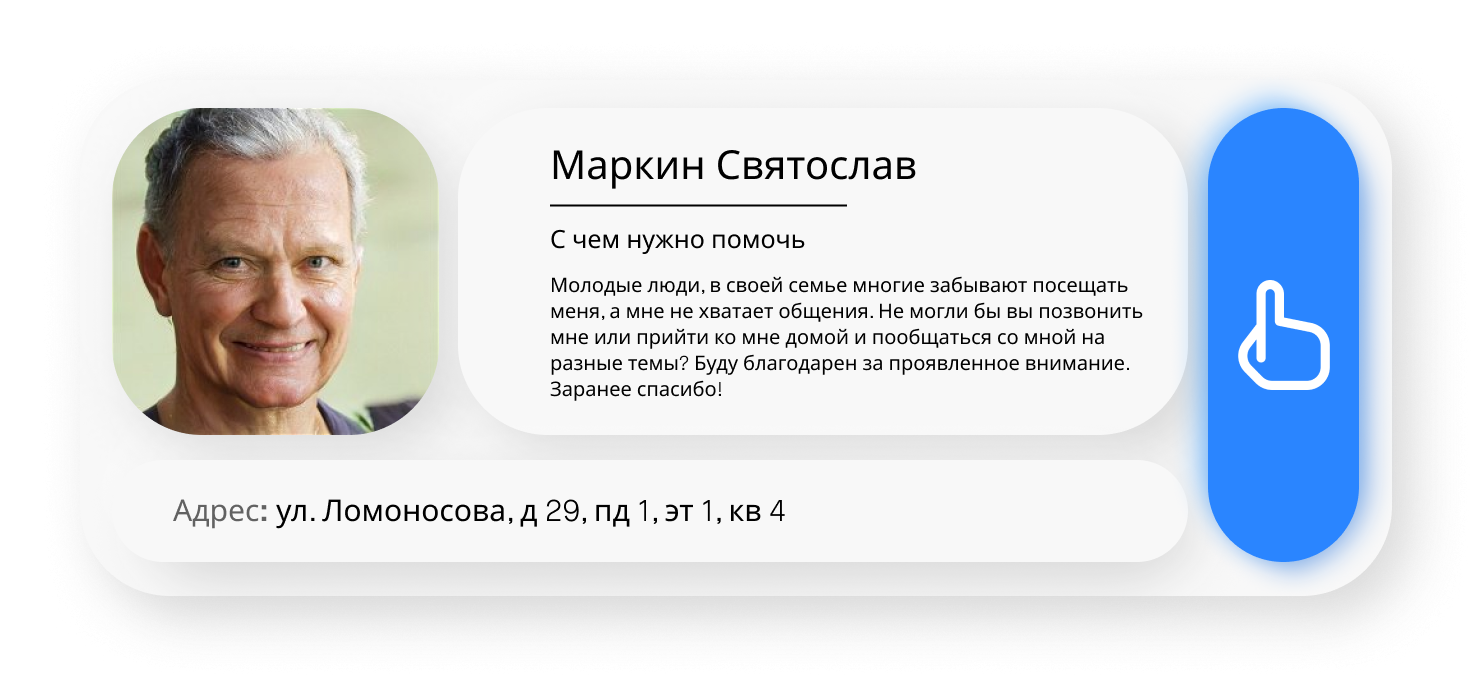 Маркин Святослав
С чем нужно помочь
Молодые люди, в своей семье многие забывают посещать
меня, а мне не хватает общения. Не могли бы вы позвонить
мне или прийти ко мне домой и пообщаться со мной на
разные темы? Буду благодарен за проявленное внимание.
Заранее спасибо!
Адрес: ул. Ломоносова, д 29, пд 1, эт 1, кв 4